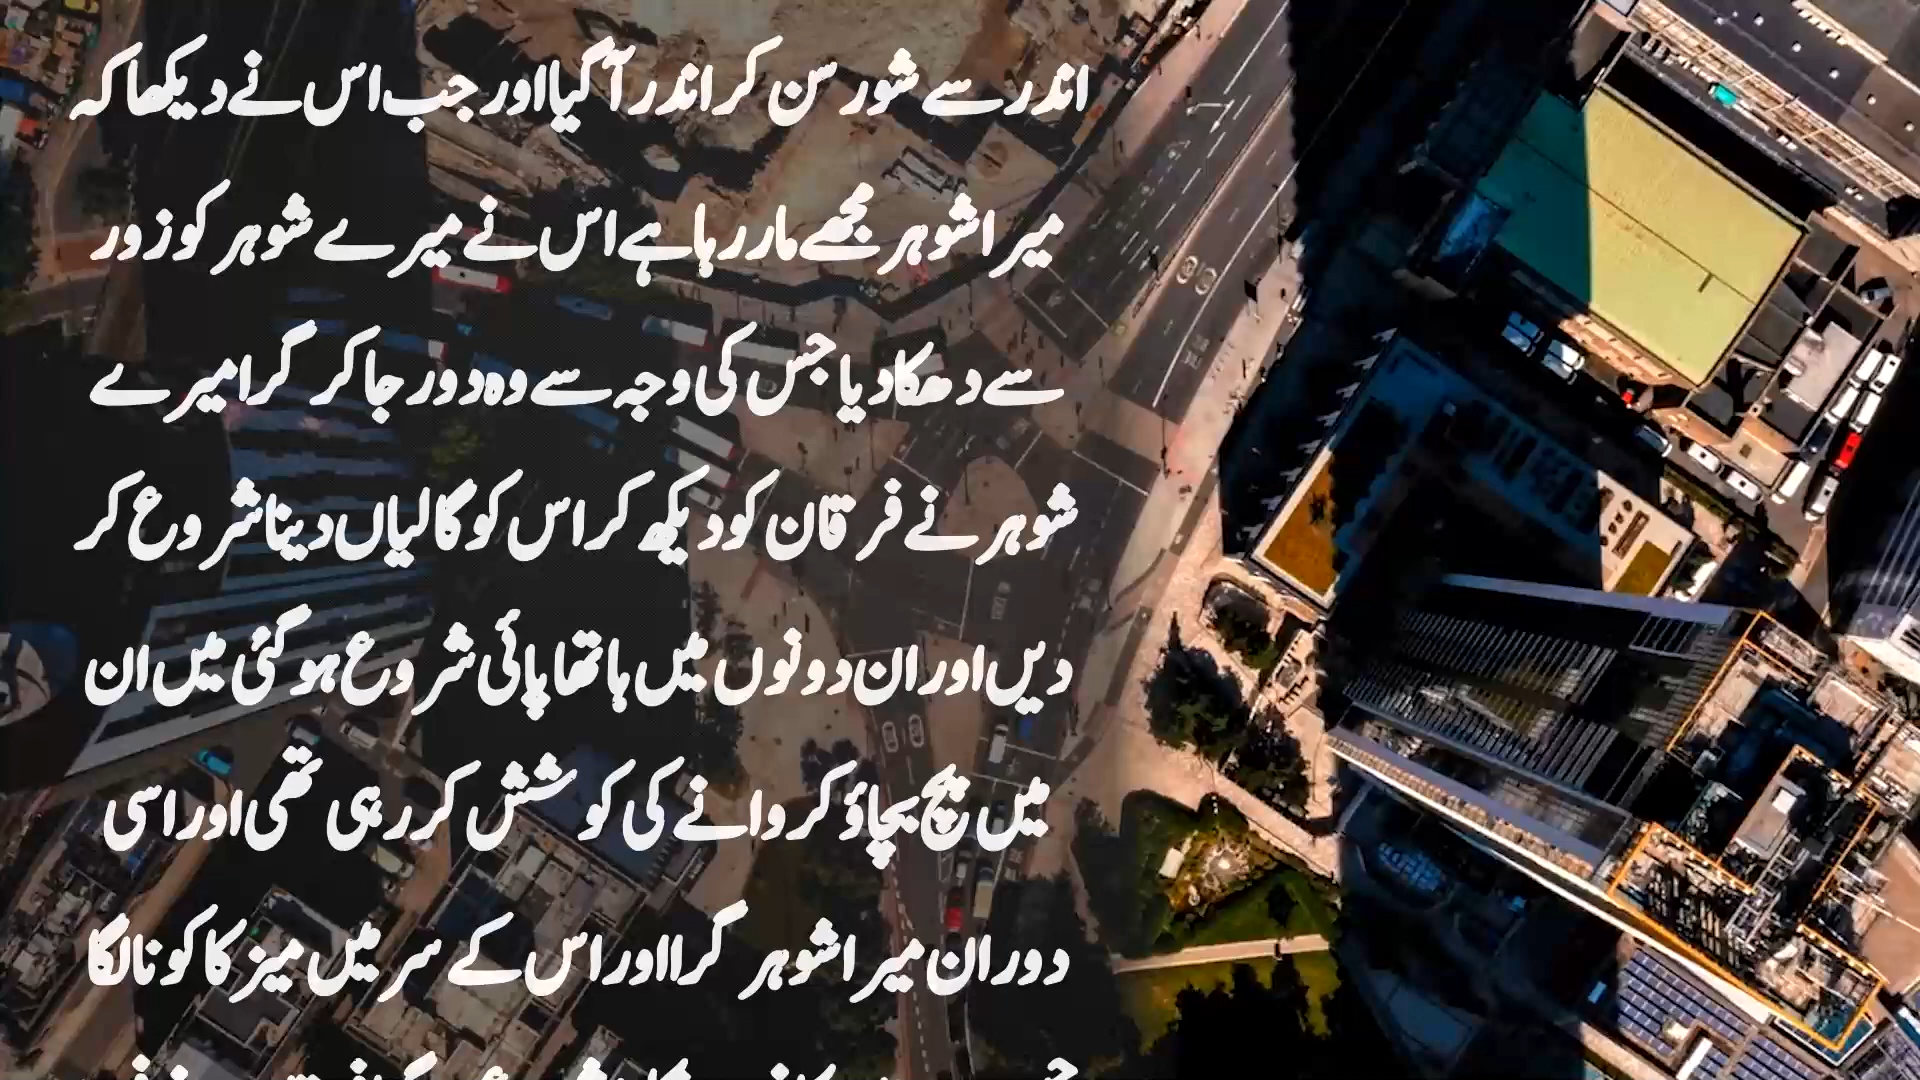 اندر سے شور سن کر اندر آ گیا اور جب اس نے دیکھا کہ
میرا شوہر مجھے مار رہا ہے اس نے میرے شوہر کو زور
سے دھکا دیا جس کی وجہ سے وہ دور جا کر گرا میرے
شوہر نے فرقان کو دیکھ کر اس کو گالیاں دینا شروع کر
دیں اور ان دونوں میں ہاتھا پائی شروع ہو گئی میں ان
میں بیچ بچاؤ کروانے کی کوشش کر رہی تھی اور اسی
دوران میرا شوہر گرا اور اس کے سر میں میز کا کونا لگا